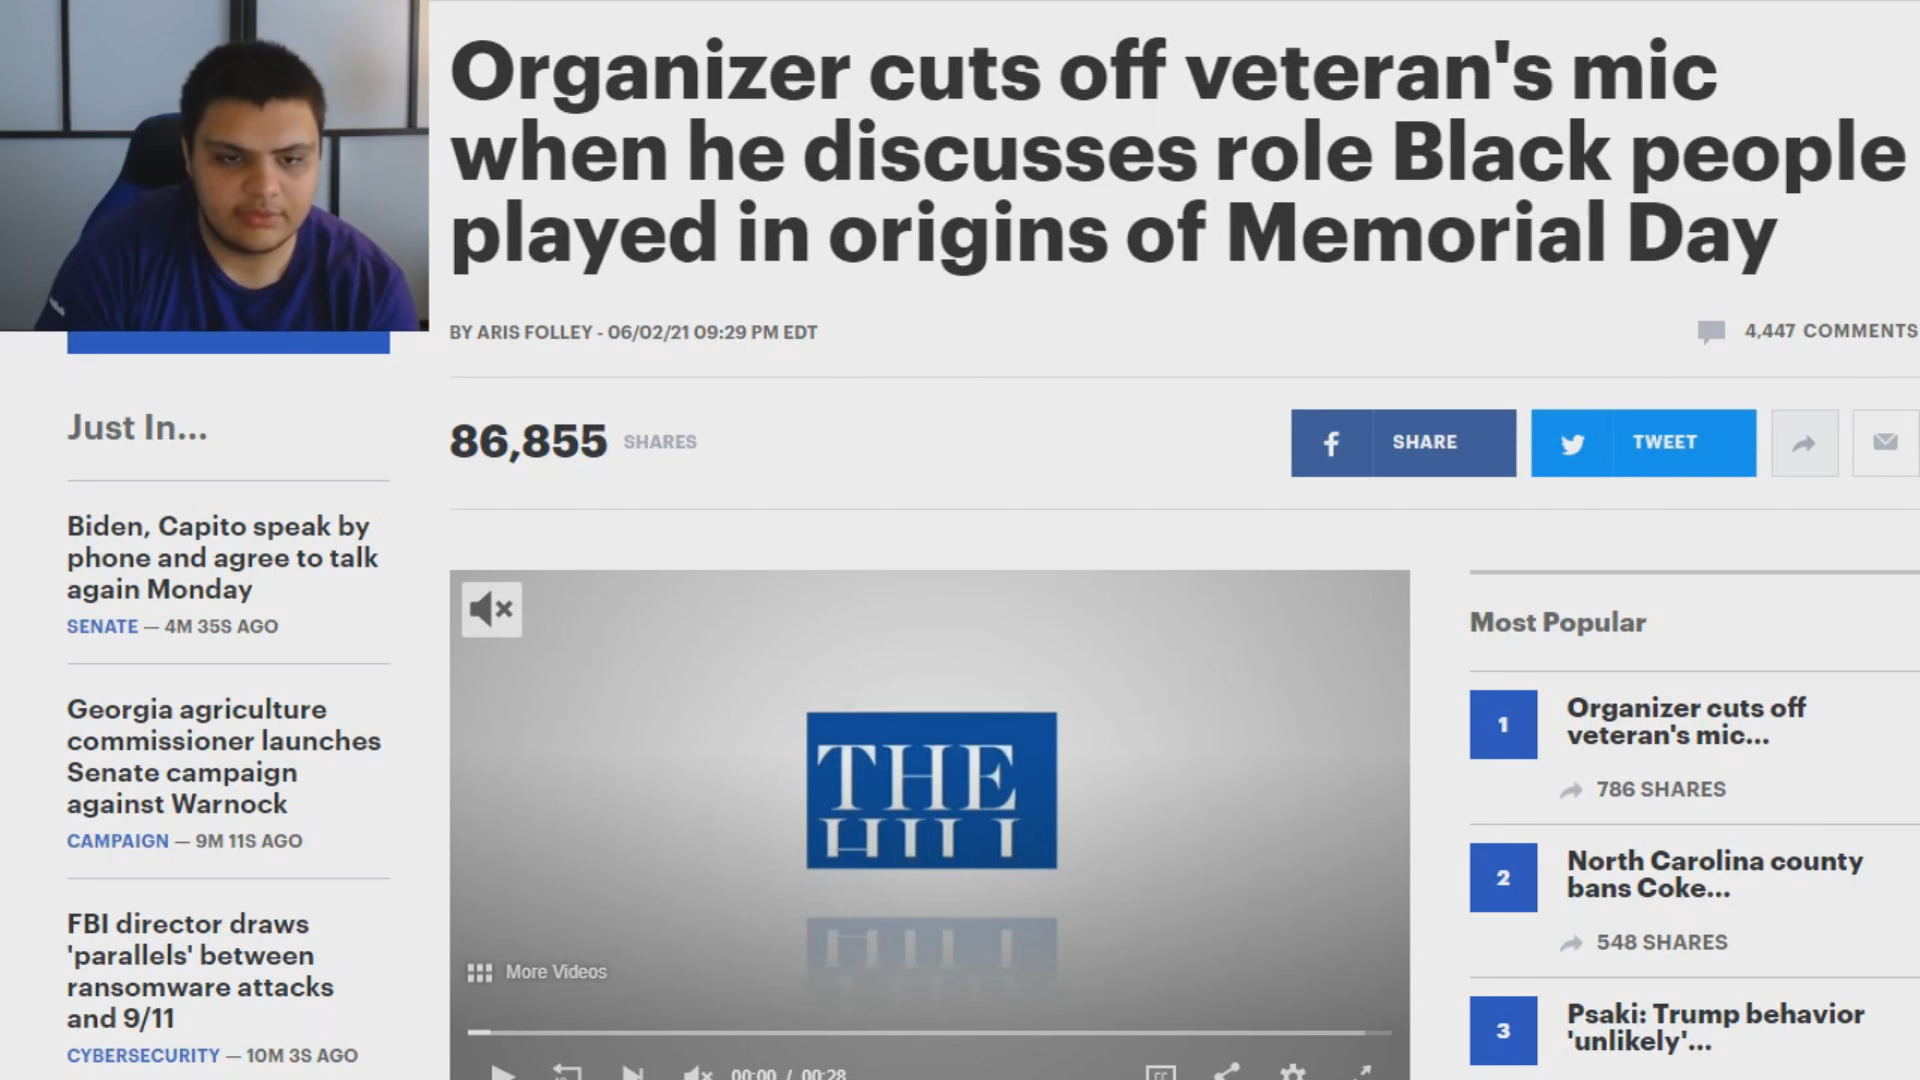 Organizer cuts off veteran's mic
when he discusses role Black people
played in origins of Memorial Day
BY ARIS FOLLEY - 06/02/21 09:29 PM EDT
4,447 COMMENTS
86,855 SHARES
SHARE
TWEET
Just In...
Biden, Capito speak by
phone and agree to talk
again Monday
SENATE — 4M 35S AGO
Georgia agriculture
commissioner launches
Senate campaign
against Warnock
CAMPAIGN — 9M 11S AGO
FBI director draws
'parallels' between
ransomware attacks
and 9/11
CYBERSECURITY — 10M 3S AGO
THE
HILL
More Videos
00:00 / 00:28
CC
Most Popular
1
Organizer cuts off
veteran's mic...
786 SHARES
2
North Carolina county
bans Coke...
548 SHARES
3
Psaki: Trump behavior
'unlikely'...